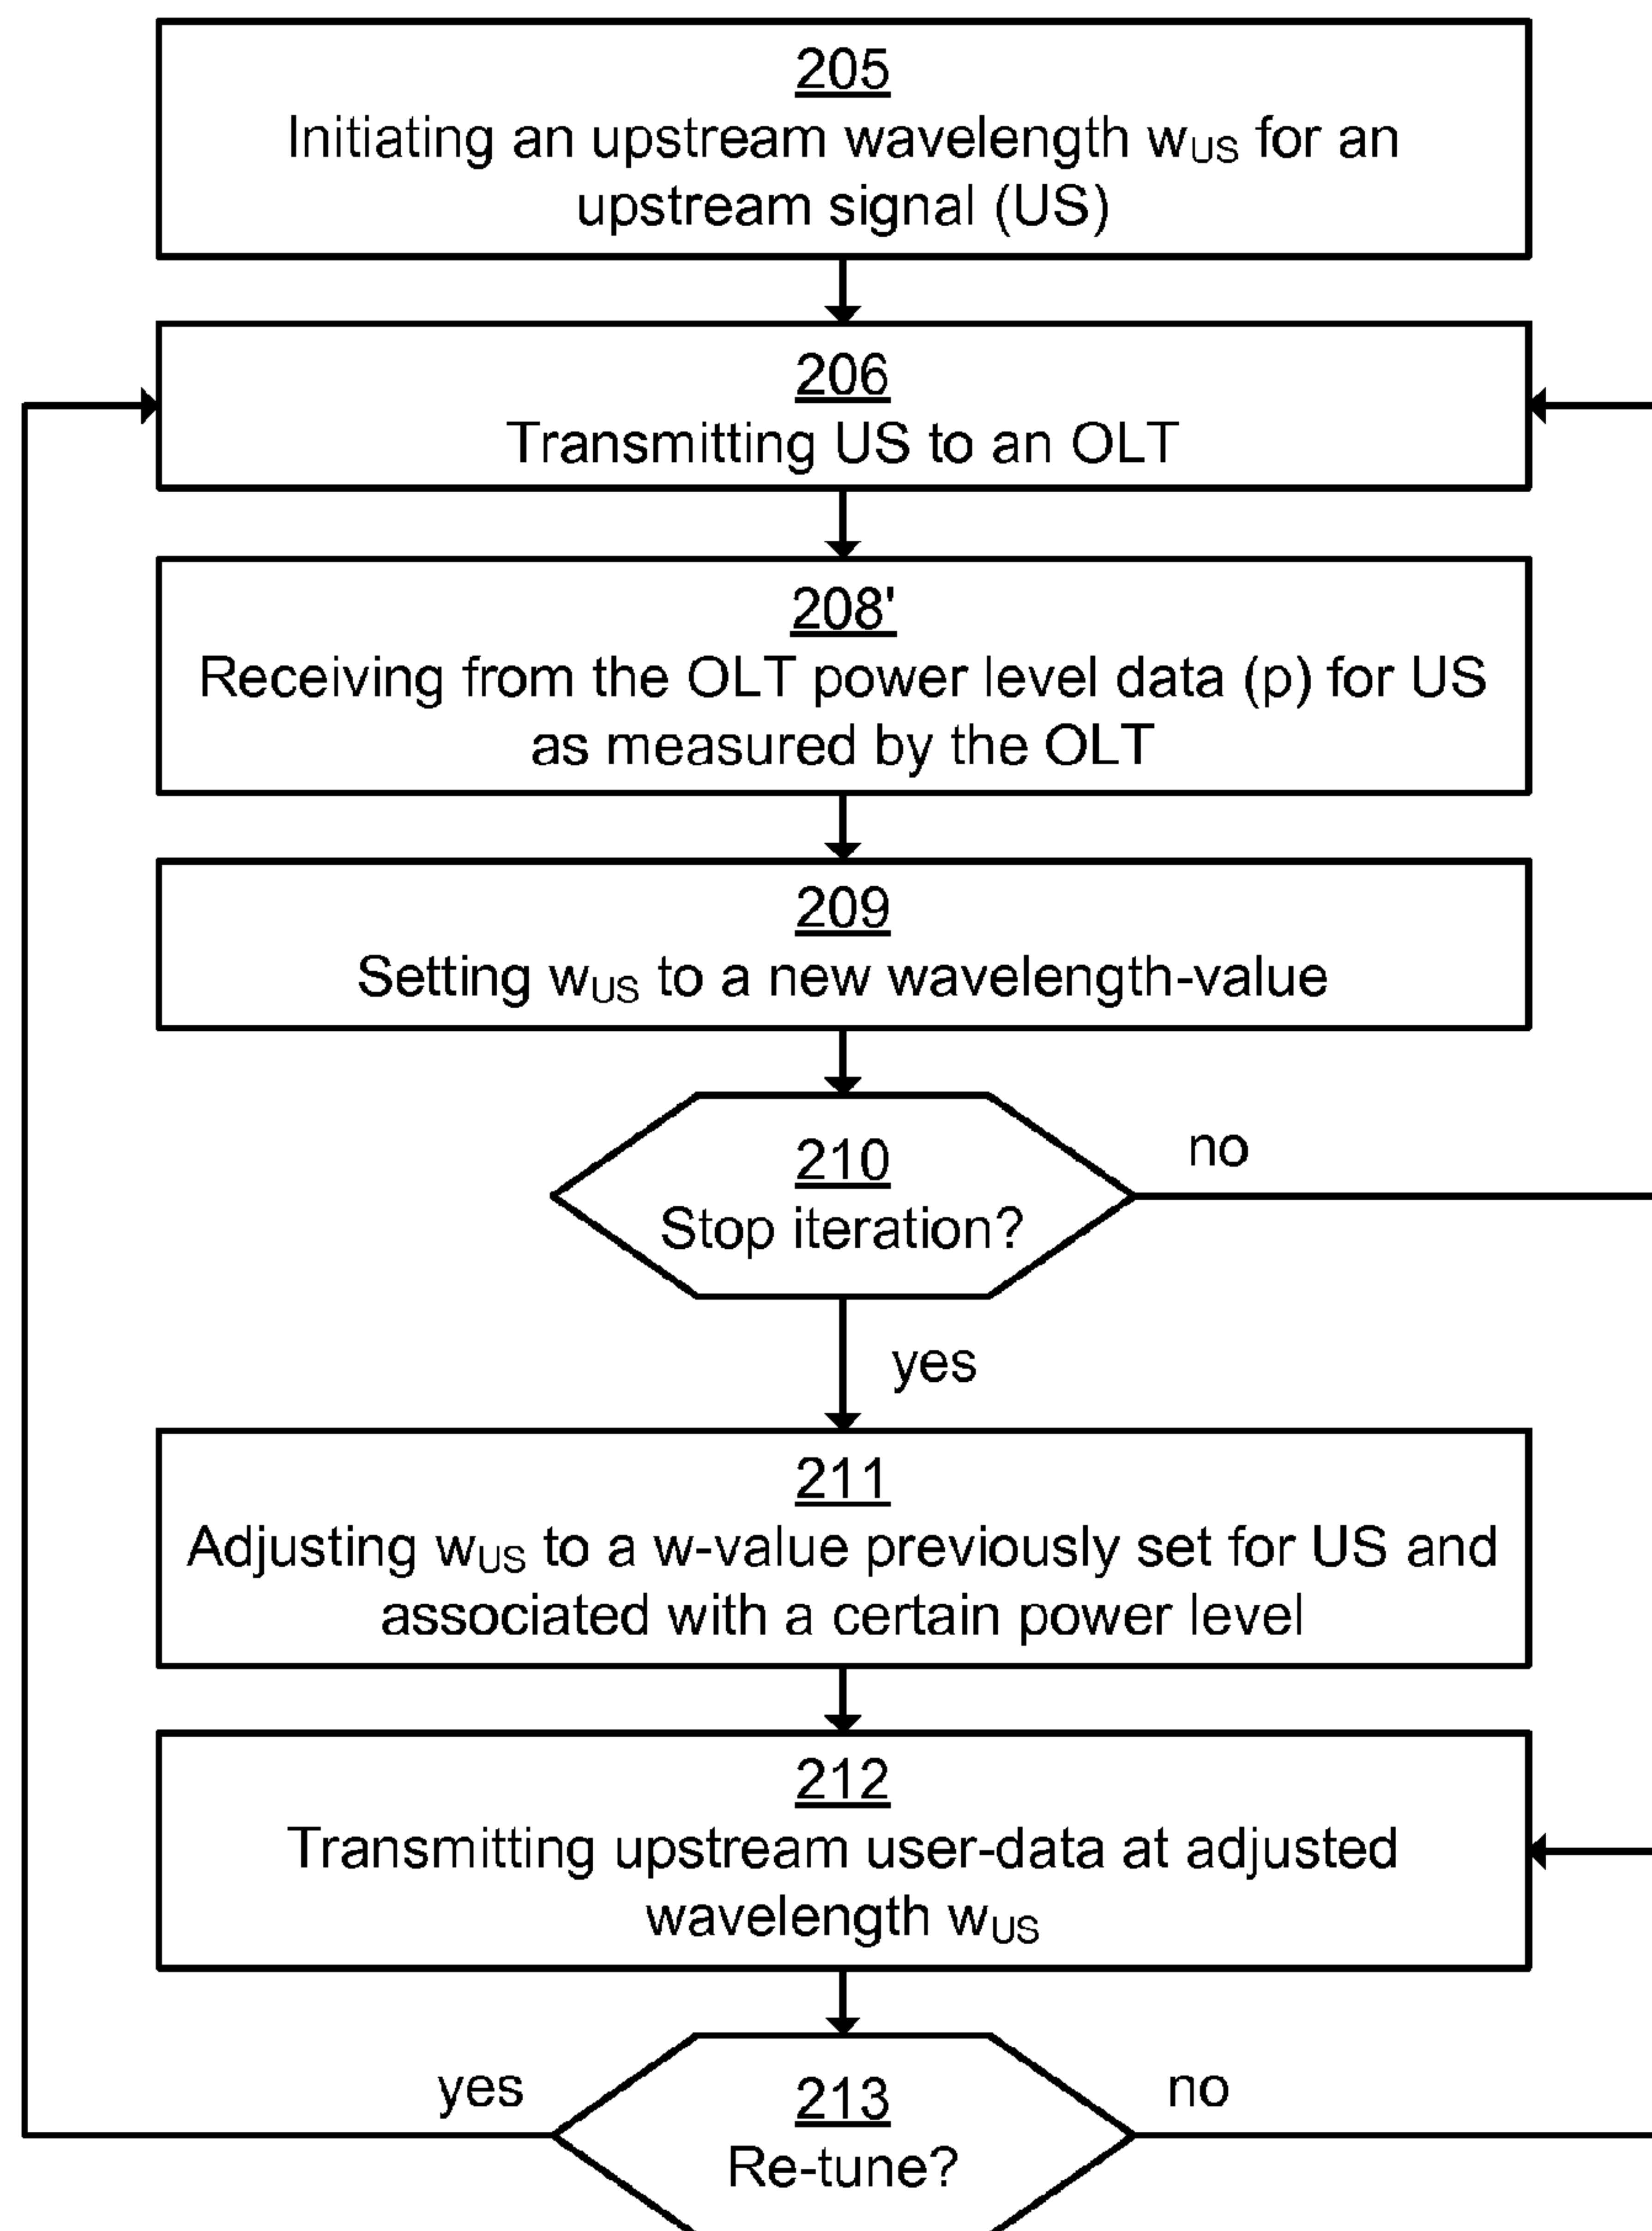 205
Initiating an upstream wavelength wUS for an
upstream signal (US)
206
Transmitting US to an OLT
208'
Receiving from the OLT power level data (p) for US
as measured by the OLT
209
Setting wUS to a new wavelength-value
210
no
Stop iteration?
yes
211
Adjusting wUS to a w-value previously set for US and
associated with a certain power level
212
Transmitting upstream user-data at adjusted
wavelength wUS
yes
213
no
Re-tune?